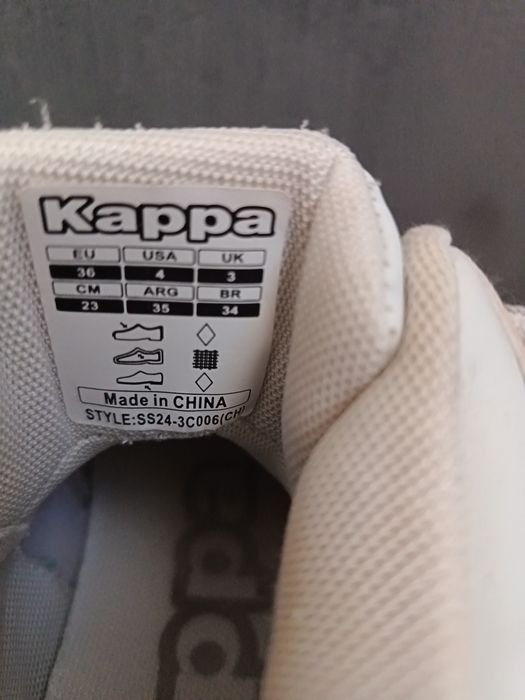 Kappa
EU USA UK
36 4 3
CM ARG BR
23 35 34
Made in CHINA
STYLE:SS24-3C006(CH)
Kappa